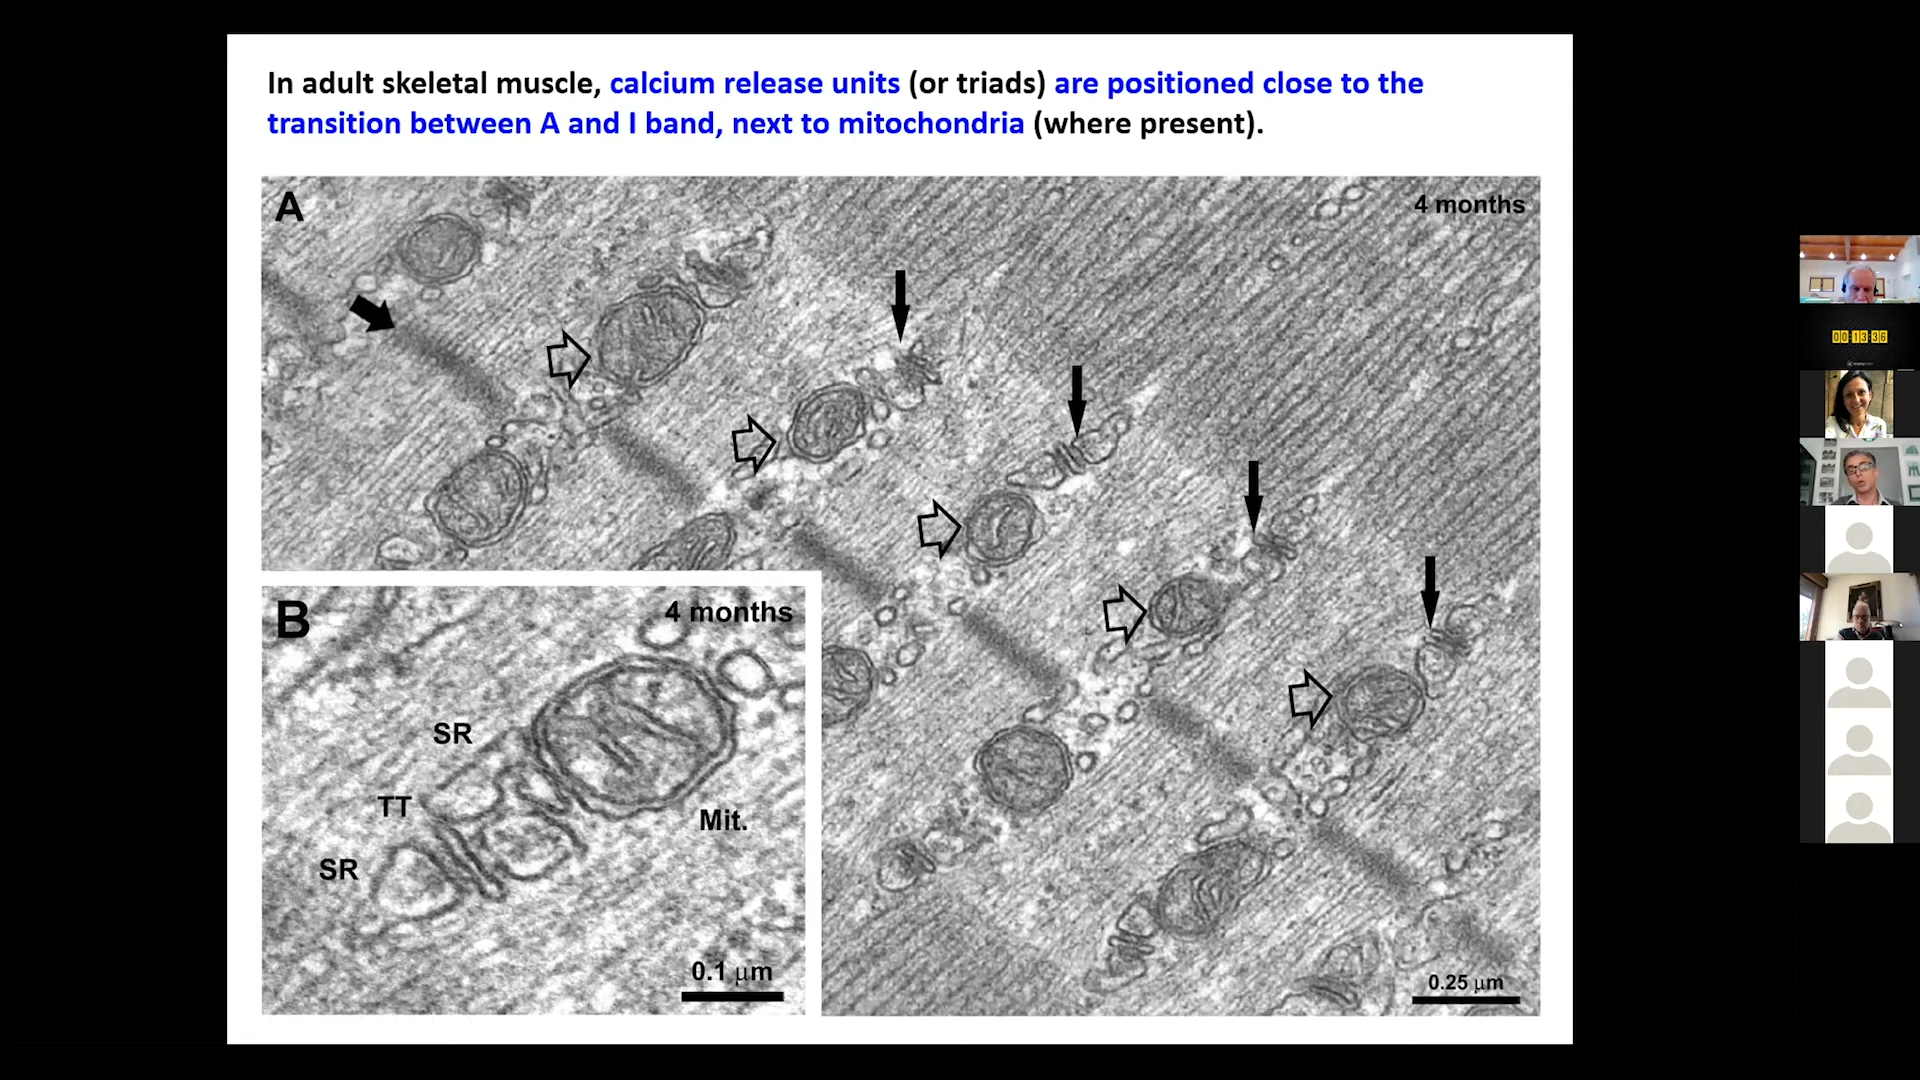 In adult skeletal muscle, calcium release units (or triads) are positioned close to the
transition between A and I band, next to mitochondria (where present).
A
4 months
B
4 months
SR
TT
Mit.
SR
0.1 μm
0.25 μm
00:13:36